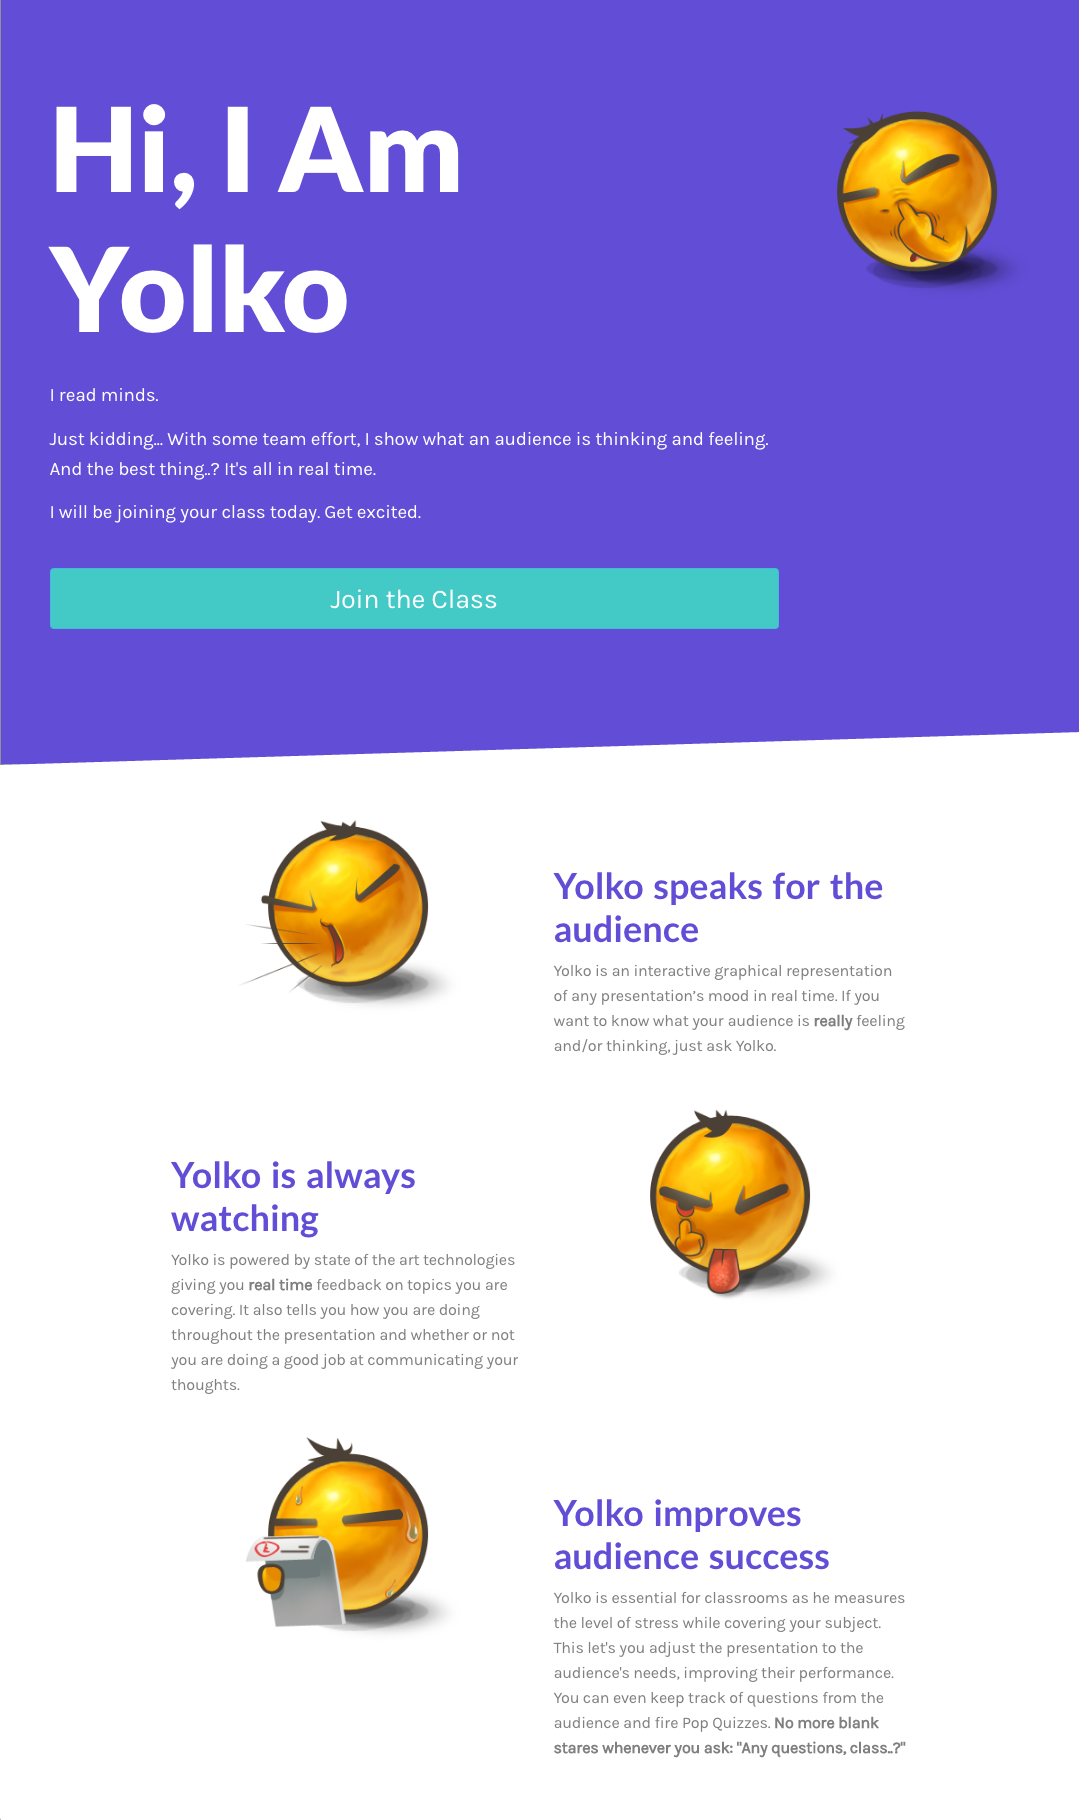 Hi, I Am
Yolko
I read minds.
Just kidding... With some team effort, I show what an audience is thinking and feeling.
And the best thing..? It's all in real time.
I will be joining your class today. Get excited.
Join the Class
Yolko speaks for the
audience
Yolko is an interactive graphical representation
of any presentation’s mood in real time. If you
want to know what your audience is really feeling
and/or thinking, just ask Yolko.
Yolko is always
watching
Yolko is powered by state of the art technologies
giving you real time feedback on topics you are
covering. It also tells you how you are doing
throughout the presentation and whether or not
you are doing a good job at communicating your
thoughts.
Yolko improves
audience success
Yolko is essential for classrooms as he measures
the level of stress while covering your subject.
This let's you adjust the presentation to the
audience's needs, improving their performance.
You can even keep track of questions from the
audience and fire Pop Quizzes. No more blank
stares whenever you ask: "Any questions, class..?"